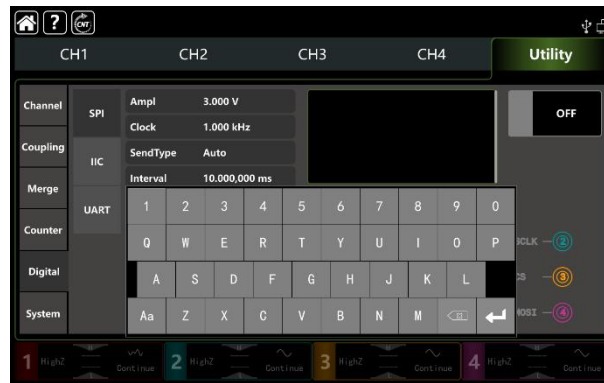 ? CNT
CH1 CH2 CH3 CH4 Utility
Channel SPI Ampl 3.000 V OFF
Clock 1.000 kHz
Coupling IIC SendType Auto
Interval 10.000,000 ms
Merge UART 1 2 3 4 5 6 7 8 9 0
Counter Q W E R T Y U I O P SCLK 2
Digital A S D F G H J K L CS 3
System Aa Z X C V B N M MOSI 4
1 HighZ Continue 2 HighZ Continue 3 HighZ Continue 4 HighZ Continue